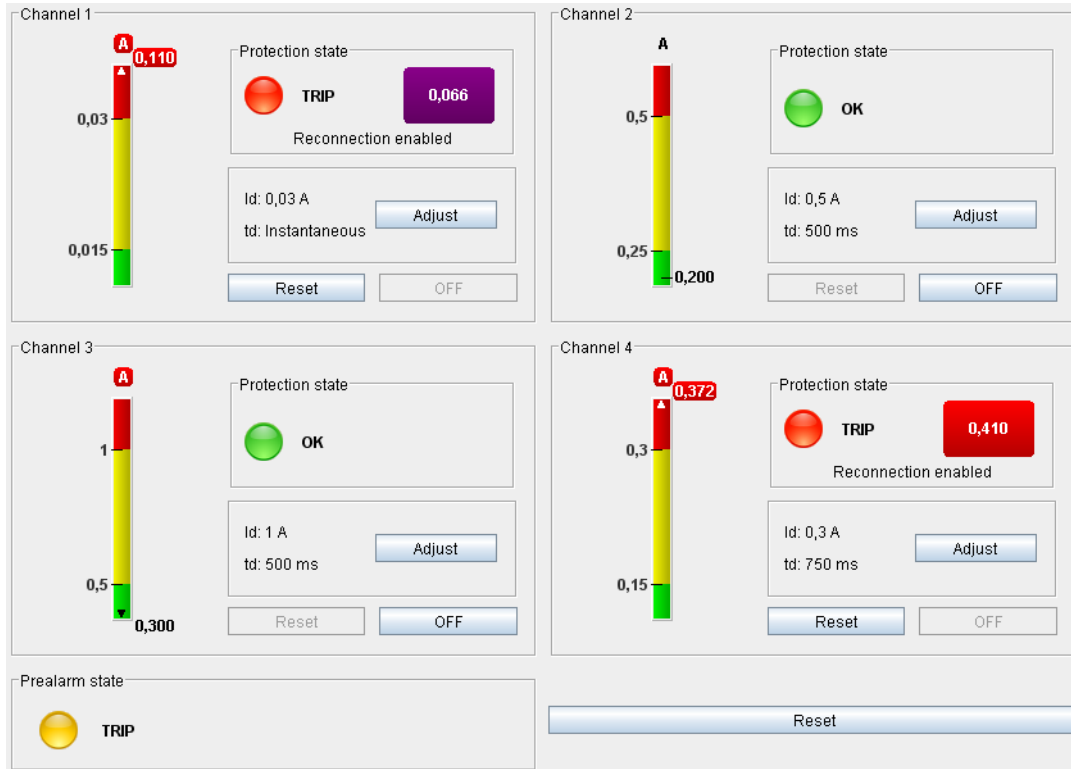 Channel 1
A
0,110
0,03
0,015
Protection state
TRIP
0,066
Reconnection enabled
Id: 0,03 A
td: Instantaneous
Adjust
Reset
OFF
Channel 2
A
0,5
0,25
0,200
Protection state
OK
Id: 0,5 A
td: 500 ms
Adjust
Reset
OFF
Channel 3
A
1
0,5
0,300
Protection state
OK
Id: 1 A
td: 500 ms
Adjust
Reset
OFF
Channel 4
A
0,372
0,3
0,15
Protection state
TRIP
0,410
Reconnection enabled
Id: 0,3 A
td: 750 ms
Adjust
Reset
OFF
Prealarm state
TRIP
Reset